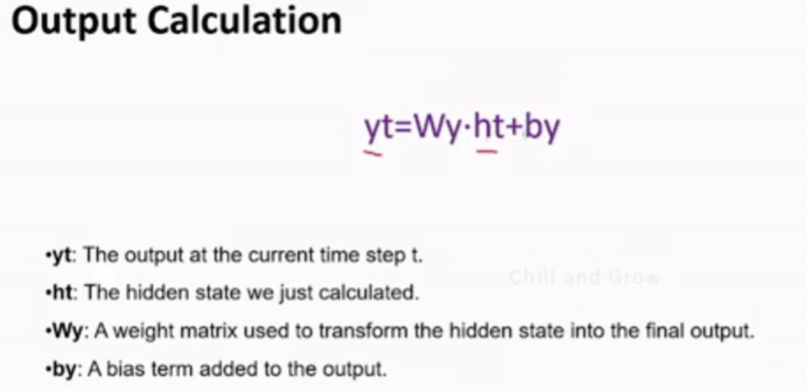 Output Calculation
yt=Wy·ht+by
•yt: The output at the current time step t.
Chill and Grow
•ht: The hidden state we just calculated.
•Wy: A weight matrix used to transform the hidden state into the final output.
•by: A bias term added to the output.